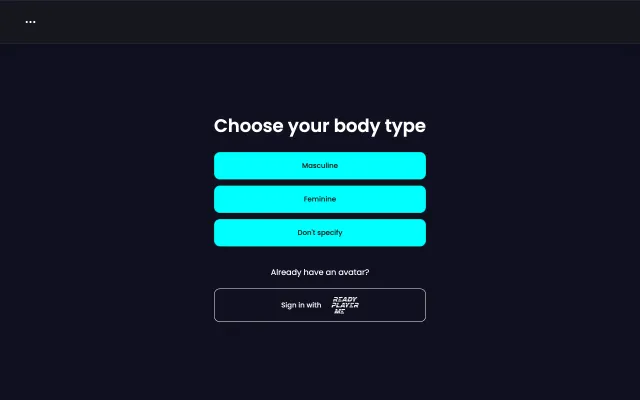 Choose your body type
Masculine
Feminine
Don't specify
Already have an avatar?
Sign in with READY PLAYER ME